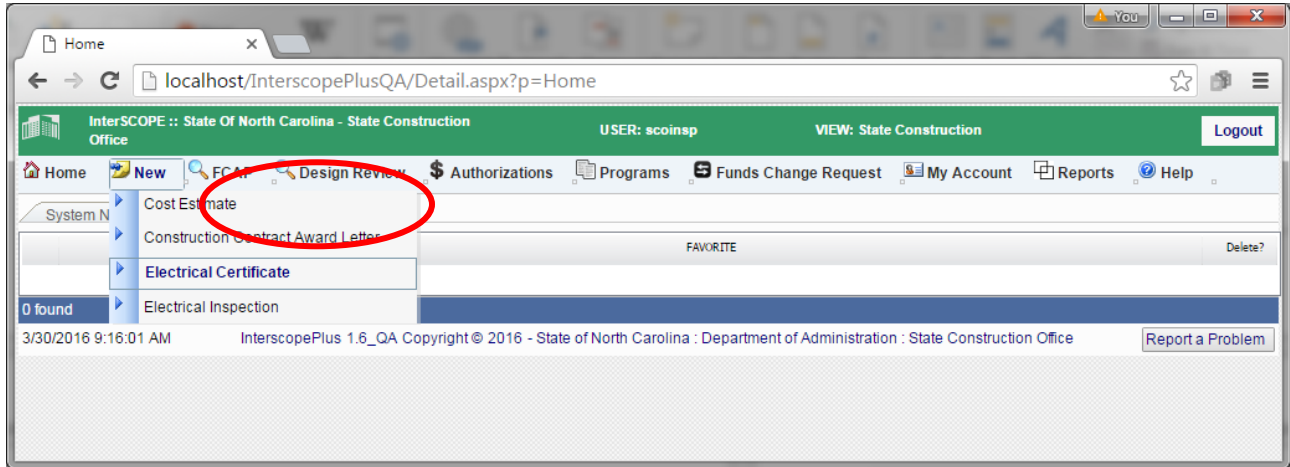 You
Home
localhost/InterscopePlusQA/Detail.aspx?p=Home
InterSCOPE :: State Of North Carolina - State Construction
Office
USER: scoinsp VIEW: State Construction Logout
Home New FCAP Design Review $ Authorizations Programs Funds Change Request My Account Reports Help
System N
Cost Estimate
Construction Contract Award Letter
FAVORITE Delete?
Electrical Certificate
0 found Electrical Inspection
3/30/2016 9:16:01 AM InterscopePlus 1.6_QA Copyright © 2016 - State of North Carolina : Department of Administration : State Construction Office Report a Problem